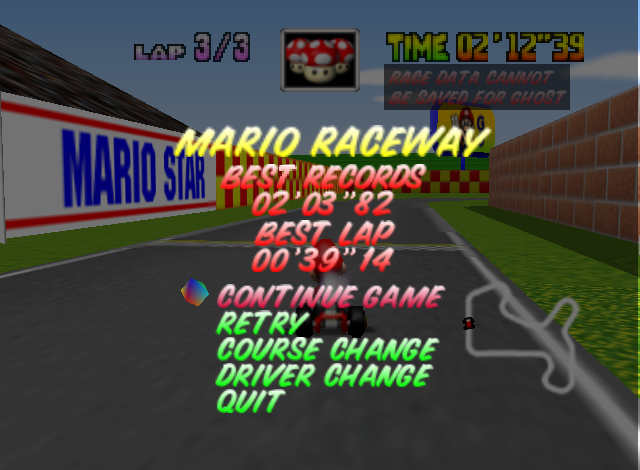 LAP 3/3
TIME 02'12"39
RACE DATA CANNOT
BE SAVED FOR GHOST
MARIO STAR
MARIO RACEWAY
BEST RECORDS
02'03"82
BEST LAP
00'39"14
CONTINUE GAME
RETRY
COURSE CHANGE
DRIVER CHANGE
QUIT